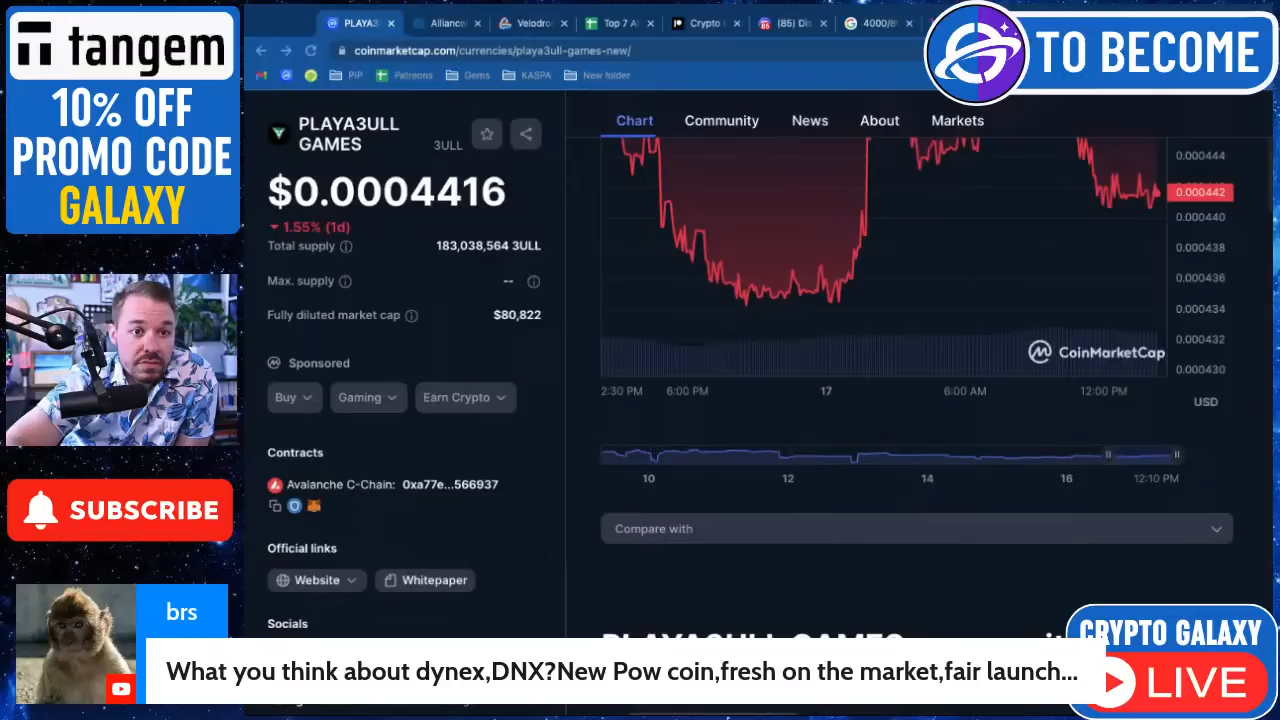 tangem
10% OFF
PROMO CODE
GALAXY
SUBSCRIBE
PLAYA3
Alliance
Velodro
Top 7 A
Crypto
(85) Di
4000/8
coinmarketcap.com/currencies/playa3ull-games-new/
PIP
Patreons
Gems
KASPA
New folder
TO BECOME
PLAYA3ULL
GAMES
3ULL
$0.0004416
1.55% (1d)
Total supply 183,038,564 3ULL
Max. supply --
Fully diluted market cap $80,822
Sponsored
Buy Gaming Earn Crypto
Contracts
Avalanche C-Chain: 0xa77e...566937
Official links
Website Whitepaper
Socials
Chart Community News About Markets
0.000444
0.000442
0.000440
0.000438
0.000436
0.000434
0.000432
0.000430
CoinMarketCap
2:30 PM 6:00 PM 17 6:00 AM 12:00 PM
USD
10 12 14 16 12:10 PM
Compare with
PLAYA3ULL GAMES
brs
What you think about dynex,DNX?New Pow coin,fresh on the market,fair launch...
CRYPTO GALAXY
LIVE